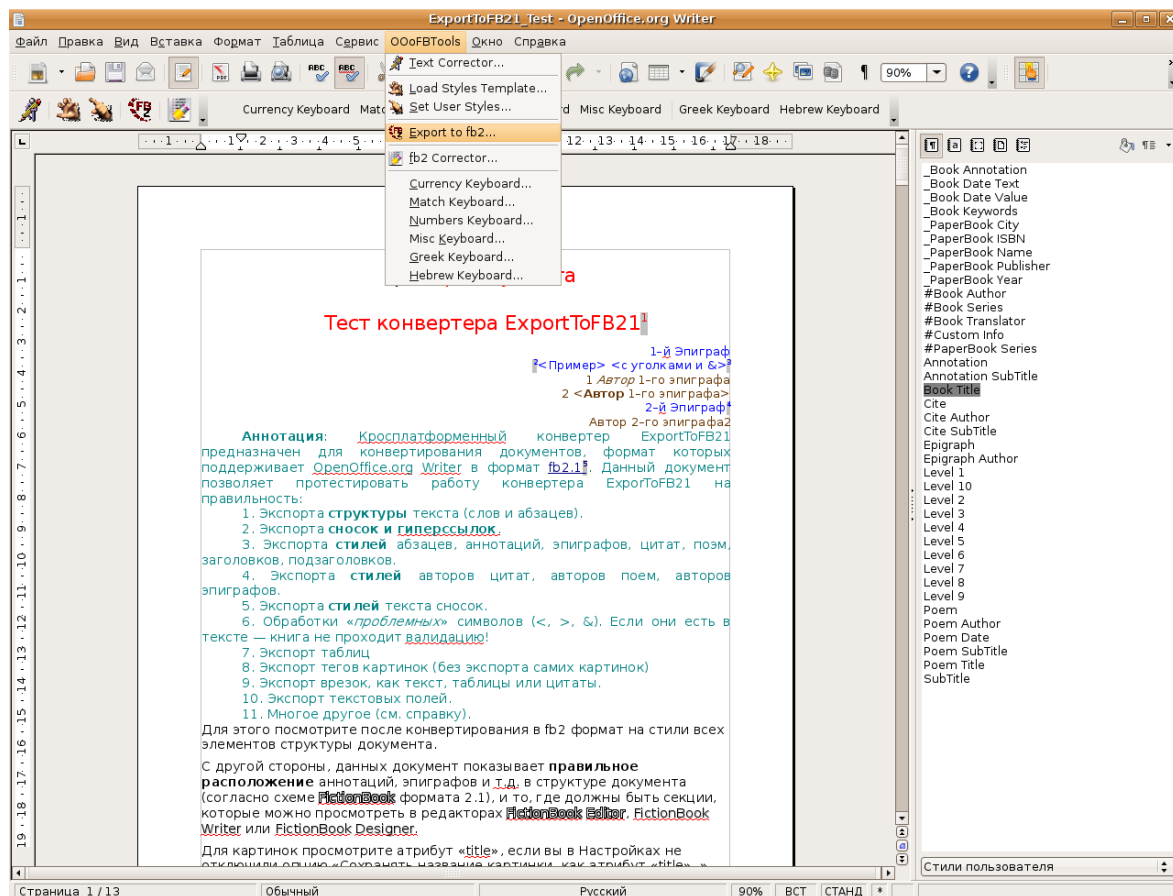 ExportToFB21_Test - OpenOffice.org Writer
Файл Правка Вид Вставка Формат Таблица Сервис OOoFBTools Окно Справка
Text Corrector...
90%
Load Styles Template...
Set User Styles...
Currency Keyboard Matc d Misc Keyboard Greek Keyboard Hebrew Keyboard
Export to fb2...
fb2 Corrector...
Currency Keyboard...
Match Keyboard...
Numbers Keyboard...
Misc Keyboard...
Greek Keyboard...
Hebrew Keyboard...
Тест конвертера ExportToFB211
1–й Эпиграф
2<Пример> <с уголками и &>3
1 Автор 1–го эпиграфа
2 <Автор 1–го эпиграфа>
2–й Эпиграф4
Автор 2–го эпиграфа2
Аннотация: Кросплатформенный конвертер ExportToFB21
предназначен для конвертирования документов, формат которых
поддерживает OpenOffice.org Writer в формат fb2.15. Данный документ
позволяет протестировать работу конвертера ExporToFB21 на
правильность:
1. Экспорта структуры текста (слов и абзацев).
2. Экспорта сносок и гиперссылок.
3. Экспорта стилей абзацев, аннотаций, эпиграфов, цитат, поэм,
заголовков, подзаголовков.
4. Экспорта стилей авторов цитат, авторов поем, авторов
эпиграфов.
5. Экспорта стилей текста сносок.
6. Обработки «проблемных» символов (<, >, &). Если они есть в
тексте — книга не проходит валидацию!
7. Экспорт таблиц
8. Экспорт тегов картинок (без экспорта самих картинок)
9. Экспорт врезок, как текст, таблицы или цитаты.
10. Экспорт текстовых полей.
11. Многое другое (см. справку).
Для этого посмотрите после конвертирования в fb2 формат на стили всех
элементов структуры документа.
С другой стороны, данных документ показывает правильное
расположение аннотаций, эпиграфов и т.д. в структуре документа
(согласно схеме FictionBook формата 2.1), и то, где должны быть секции,
которые можно просмотреть в редакторах FictionBook Editor, FictionBook
Writer или FictionBook Designer.
Для картинок просмотрите атрибут «title», если вы в Настройках не
отключили опцию «Сохранять название картинки, как атрибут «title»
_Book Annotation
_Book Date Text
_Book Date Value
_Book Keywords
_PaperBook City
_PaperBook ISBN
_PaperBook Name
_PaperBook Publisher
_PaperBook Year
#Book Author
#Book Series
#Book Translator
#Custom Info
#PaperBook Series
Annotation
Annotation SubTitle
Book Title
Cite
Cite Author
Cite SubTitle
Epigraph
Epigraph Author
Level 1
Level 10
Level 2
Level 3
Level 4
Level 5
Level 6
Level 7
Level 8
Level 9
Poem
Poem Author
Poem Date
Poem SubTitle
Poem Title
SubTitle
Стили пользователя
Страница 1 / 13 Обычный Русский 90% ВСТ СТАНД *